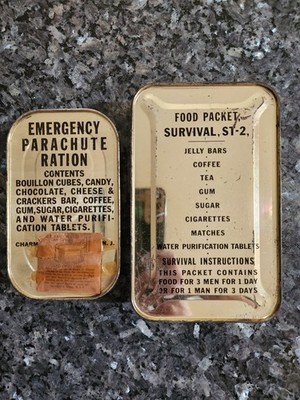 EMERGENCY
PARACHUTE
RATION
CONTENTS
BOUILLON CUBES, CANDY,
CHOCOLATE, CHEESE &
CRACKERS BAR, COFFEE,
GUM, SUGAR, CIGARETTES,
AND WATER PURIFI-
CATION TABLETS.
FOOD PACKET,
SURVIVAL, ST-2,
JELLY BARS
COFFEE
TEA
GUM
SUGAR
CIGARETTES
MATCHES
WATER PURIFICATION TABLETS
SURVIVAL INSTRUCTIONS
THIS PACKET CONTAINS
FOOD FOR 3 MEN FOR 1 DAY
OR FOR 1 MAN FOR 3 DAYS